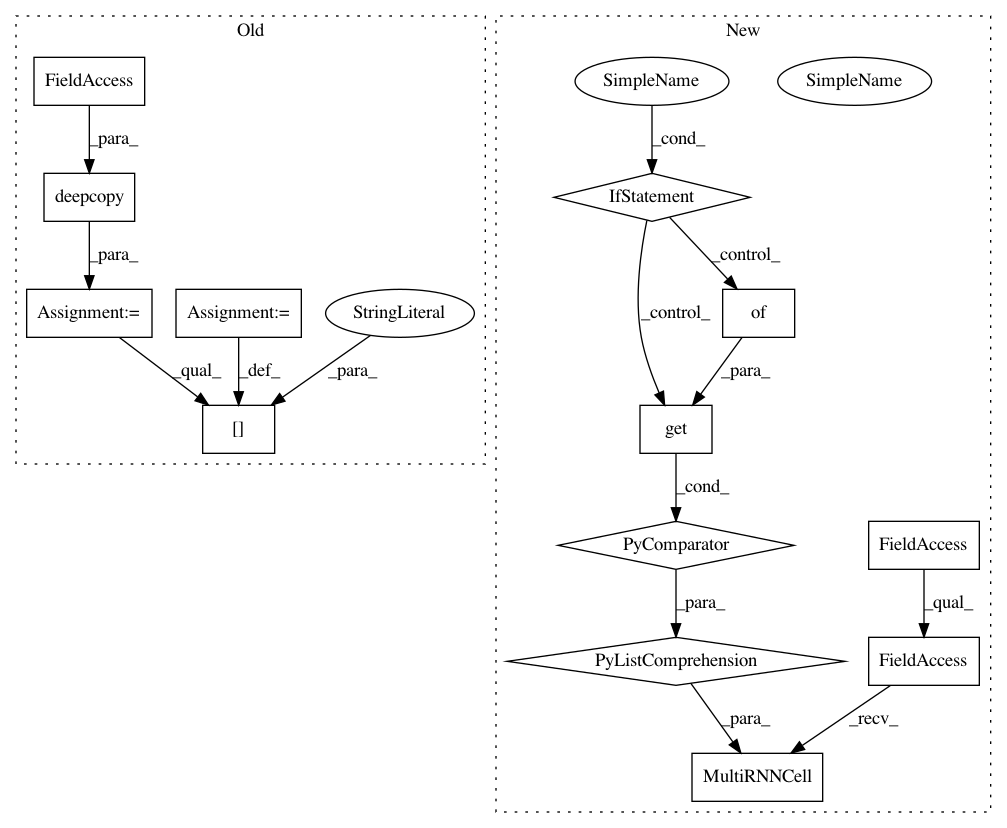 Old
New
FieldAccess
SimpleName
SimpleName
_para_
_cond_
deepcopy
IfStatement
_para_
_control_
Assignment:=
Assignment:=
StringLiteral
_control_
of
_qual_
_def_
_para_
_para_
[]
get
_cond_
PyComparator
FieldAccess
_para_
_qual_
PyListComprehension
FieldAccess
_para_
_recv_
MultiRNNCell